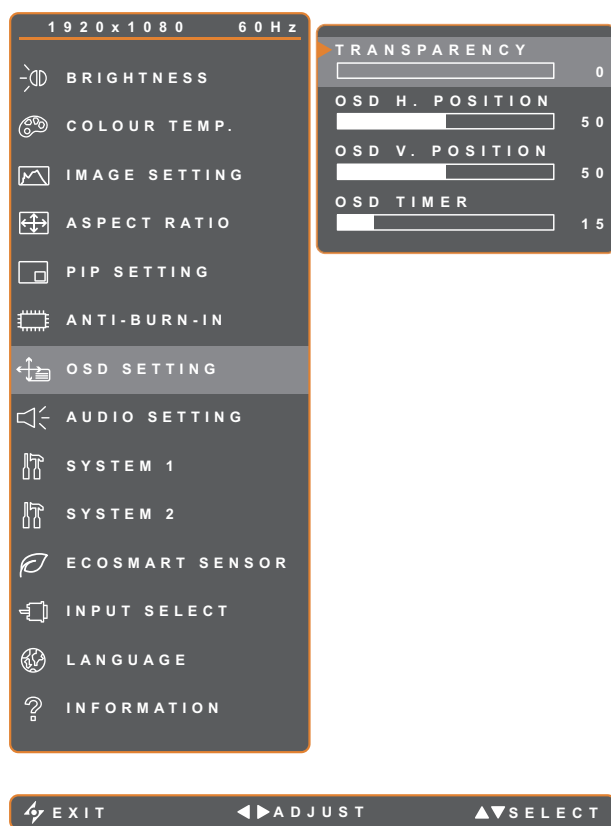 1920x1080 60Hz
BRIGHTNESS
COLOUR TEMP.
IMAGE SETTING
ASPECT RATIO
PIP SETTING
ANTI-BURN-IN
OSD SETTING
AUDIO SETTING
SYSTEM 1
SYSTEM 2
ECOSMART SENSOR
INPUT SELECT
LANGUAGE
INFORMATION
TRANSPARENCY
0
OSD H. POSITION
50
OSD V. POSITION
50
OSD TIMER
15
EXIT ADJUST SELECT